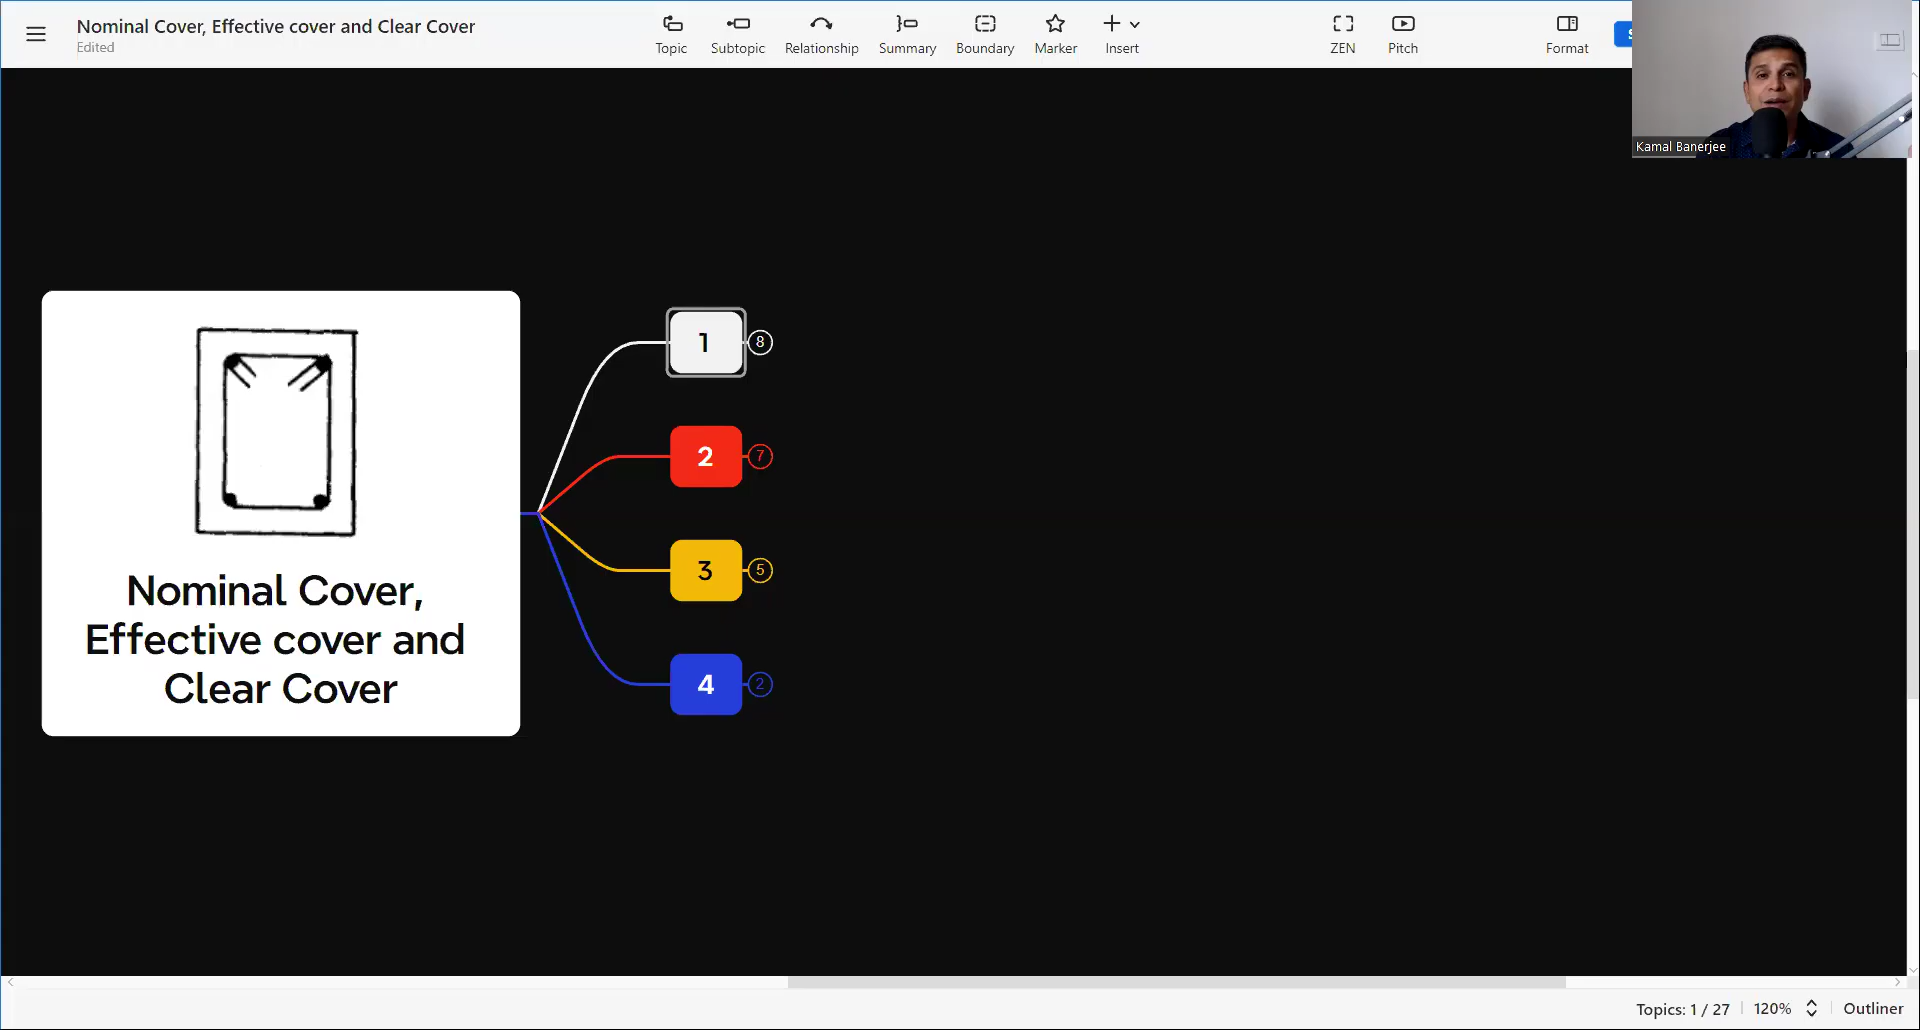 Nominal Cover, Effective cover and Clear Cover
Edited
Topic
Subtopic
Relationship
Summary
Boundary
Marker
Insert
ZEN
Pitch
Format
Kamal Banerjee
1
8
2
7
3
5
4
2
Nominal Cover,
Effective cover and
Clear Cover
Topics: 1 / 27
120%
Outliner